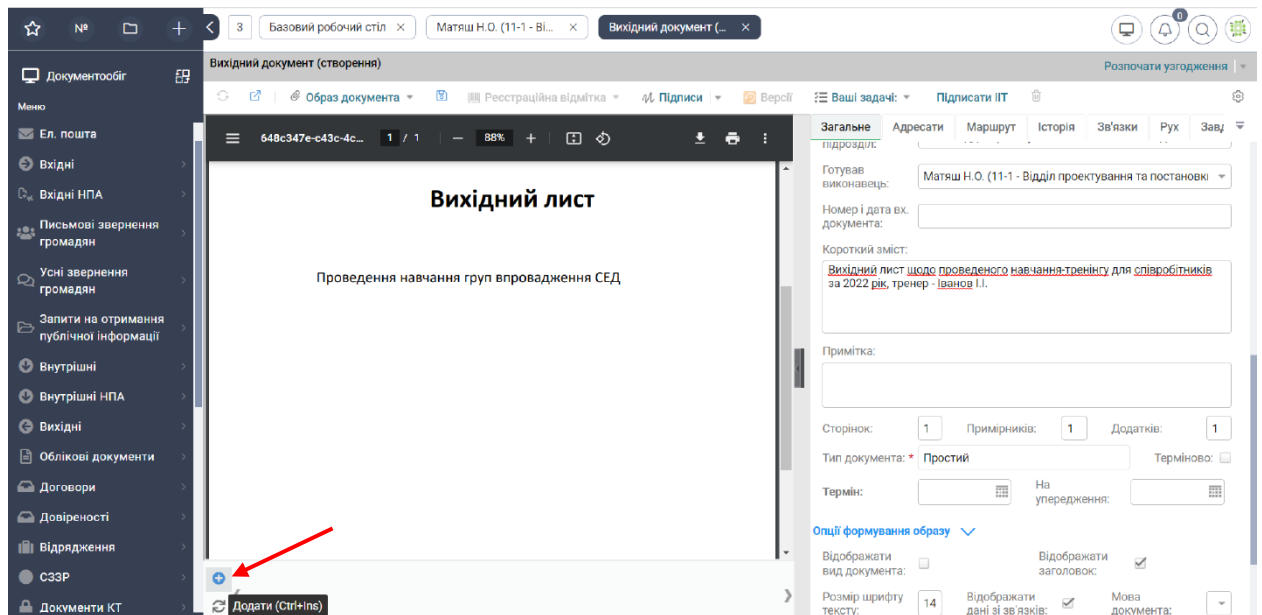 №
3
Базовий робочий стіл ×
Матяш Н.О. (11-1 - Ві... ×
Вихідний документ (... ×
0
Документообіг
Вихідний документ (створення)
Розпочати узгодження
Образ документа
Реєстраційна відмітка
Підписи
Версії
Ваші задачі:
Підписати ІІТ
Меню
Ел. пошта
Вхідні
Вхідні НПА
Письмові звернення
громадян
Усні звернення
громадян
Запити на отримання
публічної інформації
Внутрішні
Внутрішні НПА
Вихідні
Облікові документи
Договори
Довіреності
Відрядження
СЗЗР
Документи КТ
648c347e-c43c-4c...
1 / 1
88%
Вихідний лист
Проведення навчання груп впровадження СЕД
Додати (Ctrl+Ins)
Загальне Адресати Маршрут Історія Зв'язки Рух
підрозділ:
Готував
виконавець:
Матяш Н.О. (11-1 - Відділ проектування та постановк
Номер і дата вх.
документа:
Короткий зміст:
Вихідний лист щодо проведеного навчання-тренінгу для співробітників
за 2022 рік, тренер - Іванов І.І.
Примітка:
Сторінок: 1 Примірників: 1 Додатків: 1
Тип документа: * Простий Терміново:
Термін:
На
упередження:
Опції формування образу
Відображати
вид документа:
Відображати
заголовок:
Розмір шрифту
тексту:
14
Відображати
дані зі зв'язків:
Мова
документа: